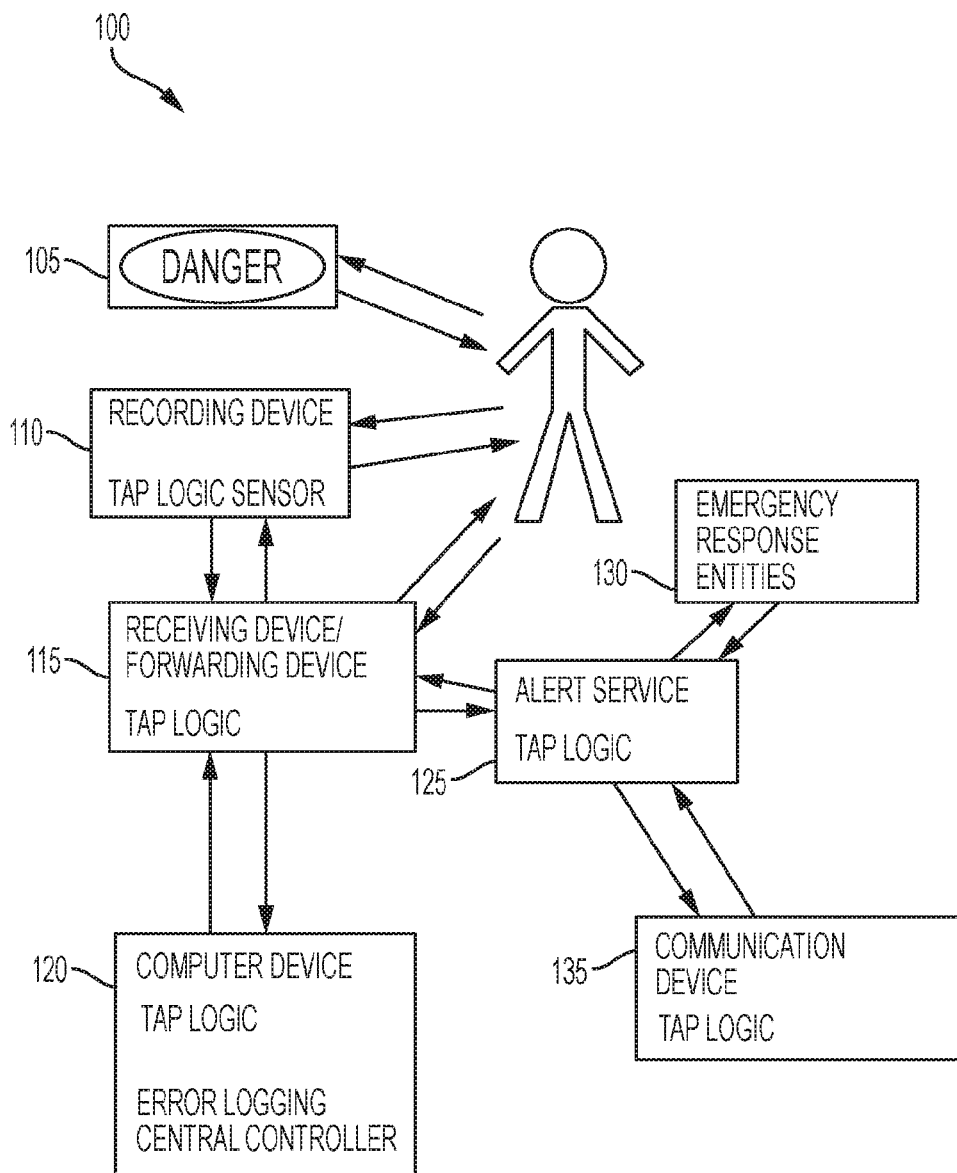 100
105
DANGER
110
RECORDING DEVICE
TAP LOGIC SENSOR
130
EMERGENCY
RESPONSE
ENTITIES
115
RECEIVING DEVICE/
FORWARDING DEVICE
TAP LOGIC
125
ALERT SERVICE
TAP LOGIC
120
COMPUTER DEVICE
TAP LOGIC
ERROR LOGGING
CENTRAL CONTROLLER
135
COMMUNICATION
DEVICE
TAP LOGIC